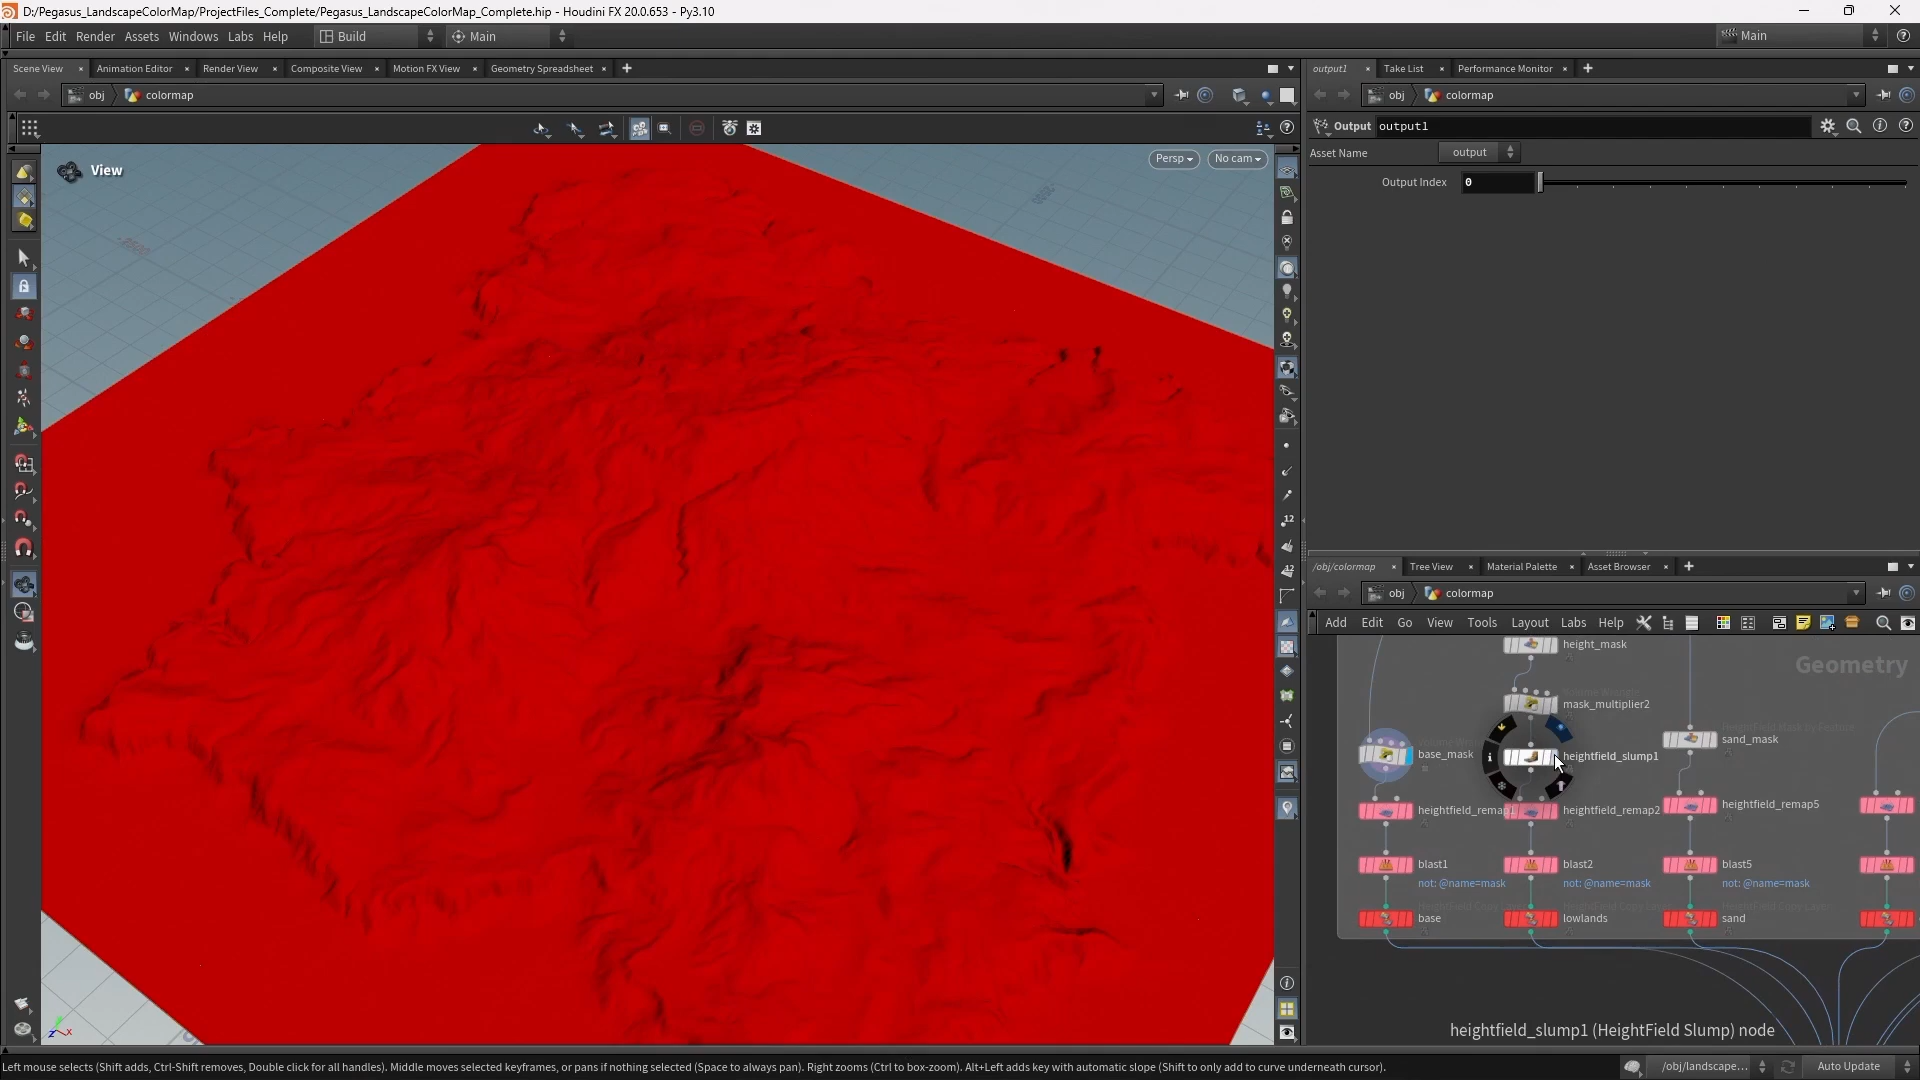 D:/Pegasus_LandscapeColorMap/ProjectFiles_Complete/Pegasus_LandscapeColorMap_Complete.hip - Houdini FX 20.0.653 - Py3.10
File Edit Render Assets Windows Labs Help Build Main Main
Scene View Animation Editor Render View Composite View Motion FX View Geometry Spreadsheet
obj colormap
View
Persp No cam
output1 Take List Performance Monitor
obj colormap
Output output1
Asset Name output
Output Index 0
/obj/colormap Tree View Material Palette Asset Browser
obj colormap
Add Edit Go View Tools Layout Labs Help
Geometry
height_mask
mask_multiplier2
sand_mask
base_mask heightfield_slump1
heightfield_remap heightfield_remap2 heightfield_remap5
blast1 blast2 blast5
not: @name=mask not: @name=mask not: @name=mask
base lowlands sand
heightfield_slump1 (HeightField Slump) node
Left mouse selects (Shift adds, Ctrl-Shift removes, Double click for all handles). Middle moves selected keyframes, or pans if nothing selected (Space to always pan). Right zooms (Ctrl to box-zoom). Alt+Left adds key with automatic slope (Shift to only add to curve underneath cursor).
/obj/landscape... Auto Update